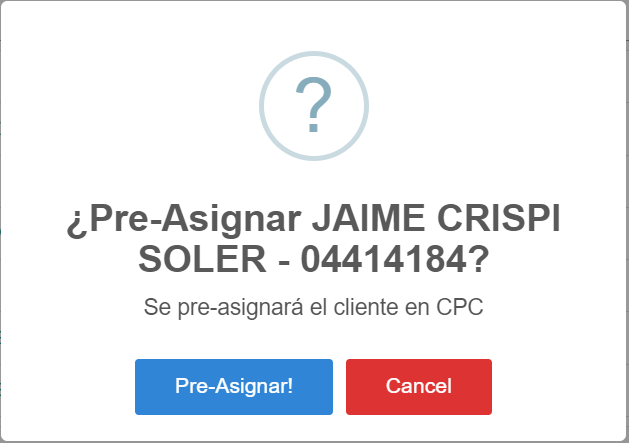 ?
¿Pre-Asignar JAIME CRISPI
SOLER - 04414184?
Se pre-asignará el cliente en CPC
Pre-Asignar!
Cancel